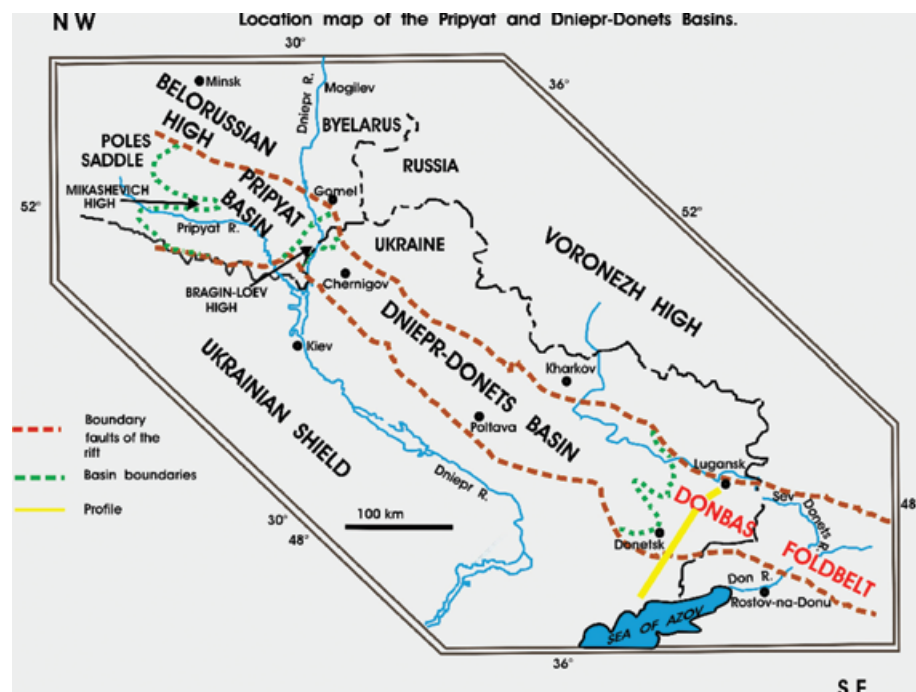 Location map of the Pripyat and Dniepr-Donets Basins.
N W
30°
36°
Minsk
Mogilev
Dniepr R.
BELORUSSIAN
HIGH
BYELARUS
RUSSIA
POLES
SADDLE
MIKASHEVICH
HIGH
PRIPYAT
BASIN
Gomel
52°
52°
Pripyat R.
UKRAINE
VORONEZH HIGH
BRAGIN-LOEV
HIGH
Chernigov
Kiev
DNIEPR-DONETS
BASIN
Kharkov
UKRAINIAN SHIELD
Poltava
Boundary
faults of the
rift
Basin boundaries
Profile
Dniepr R.
Lugansk
Sev
Donets R.
48°
DONBAS
FOLDBELT
100 km
30°
48°
Donetsk
Don R.
Rostov-na-Donu
SEA OF AZOV
36°
S E